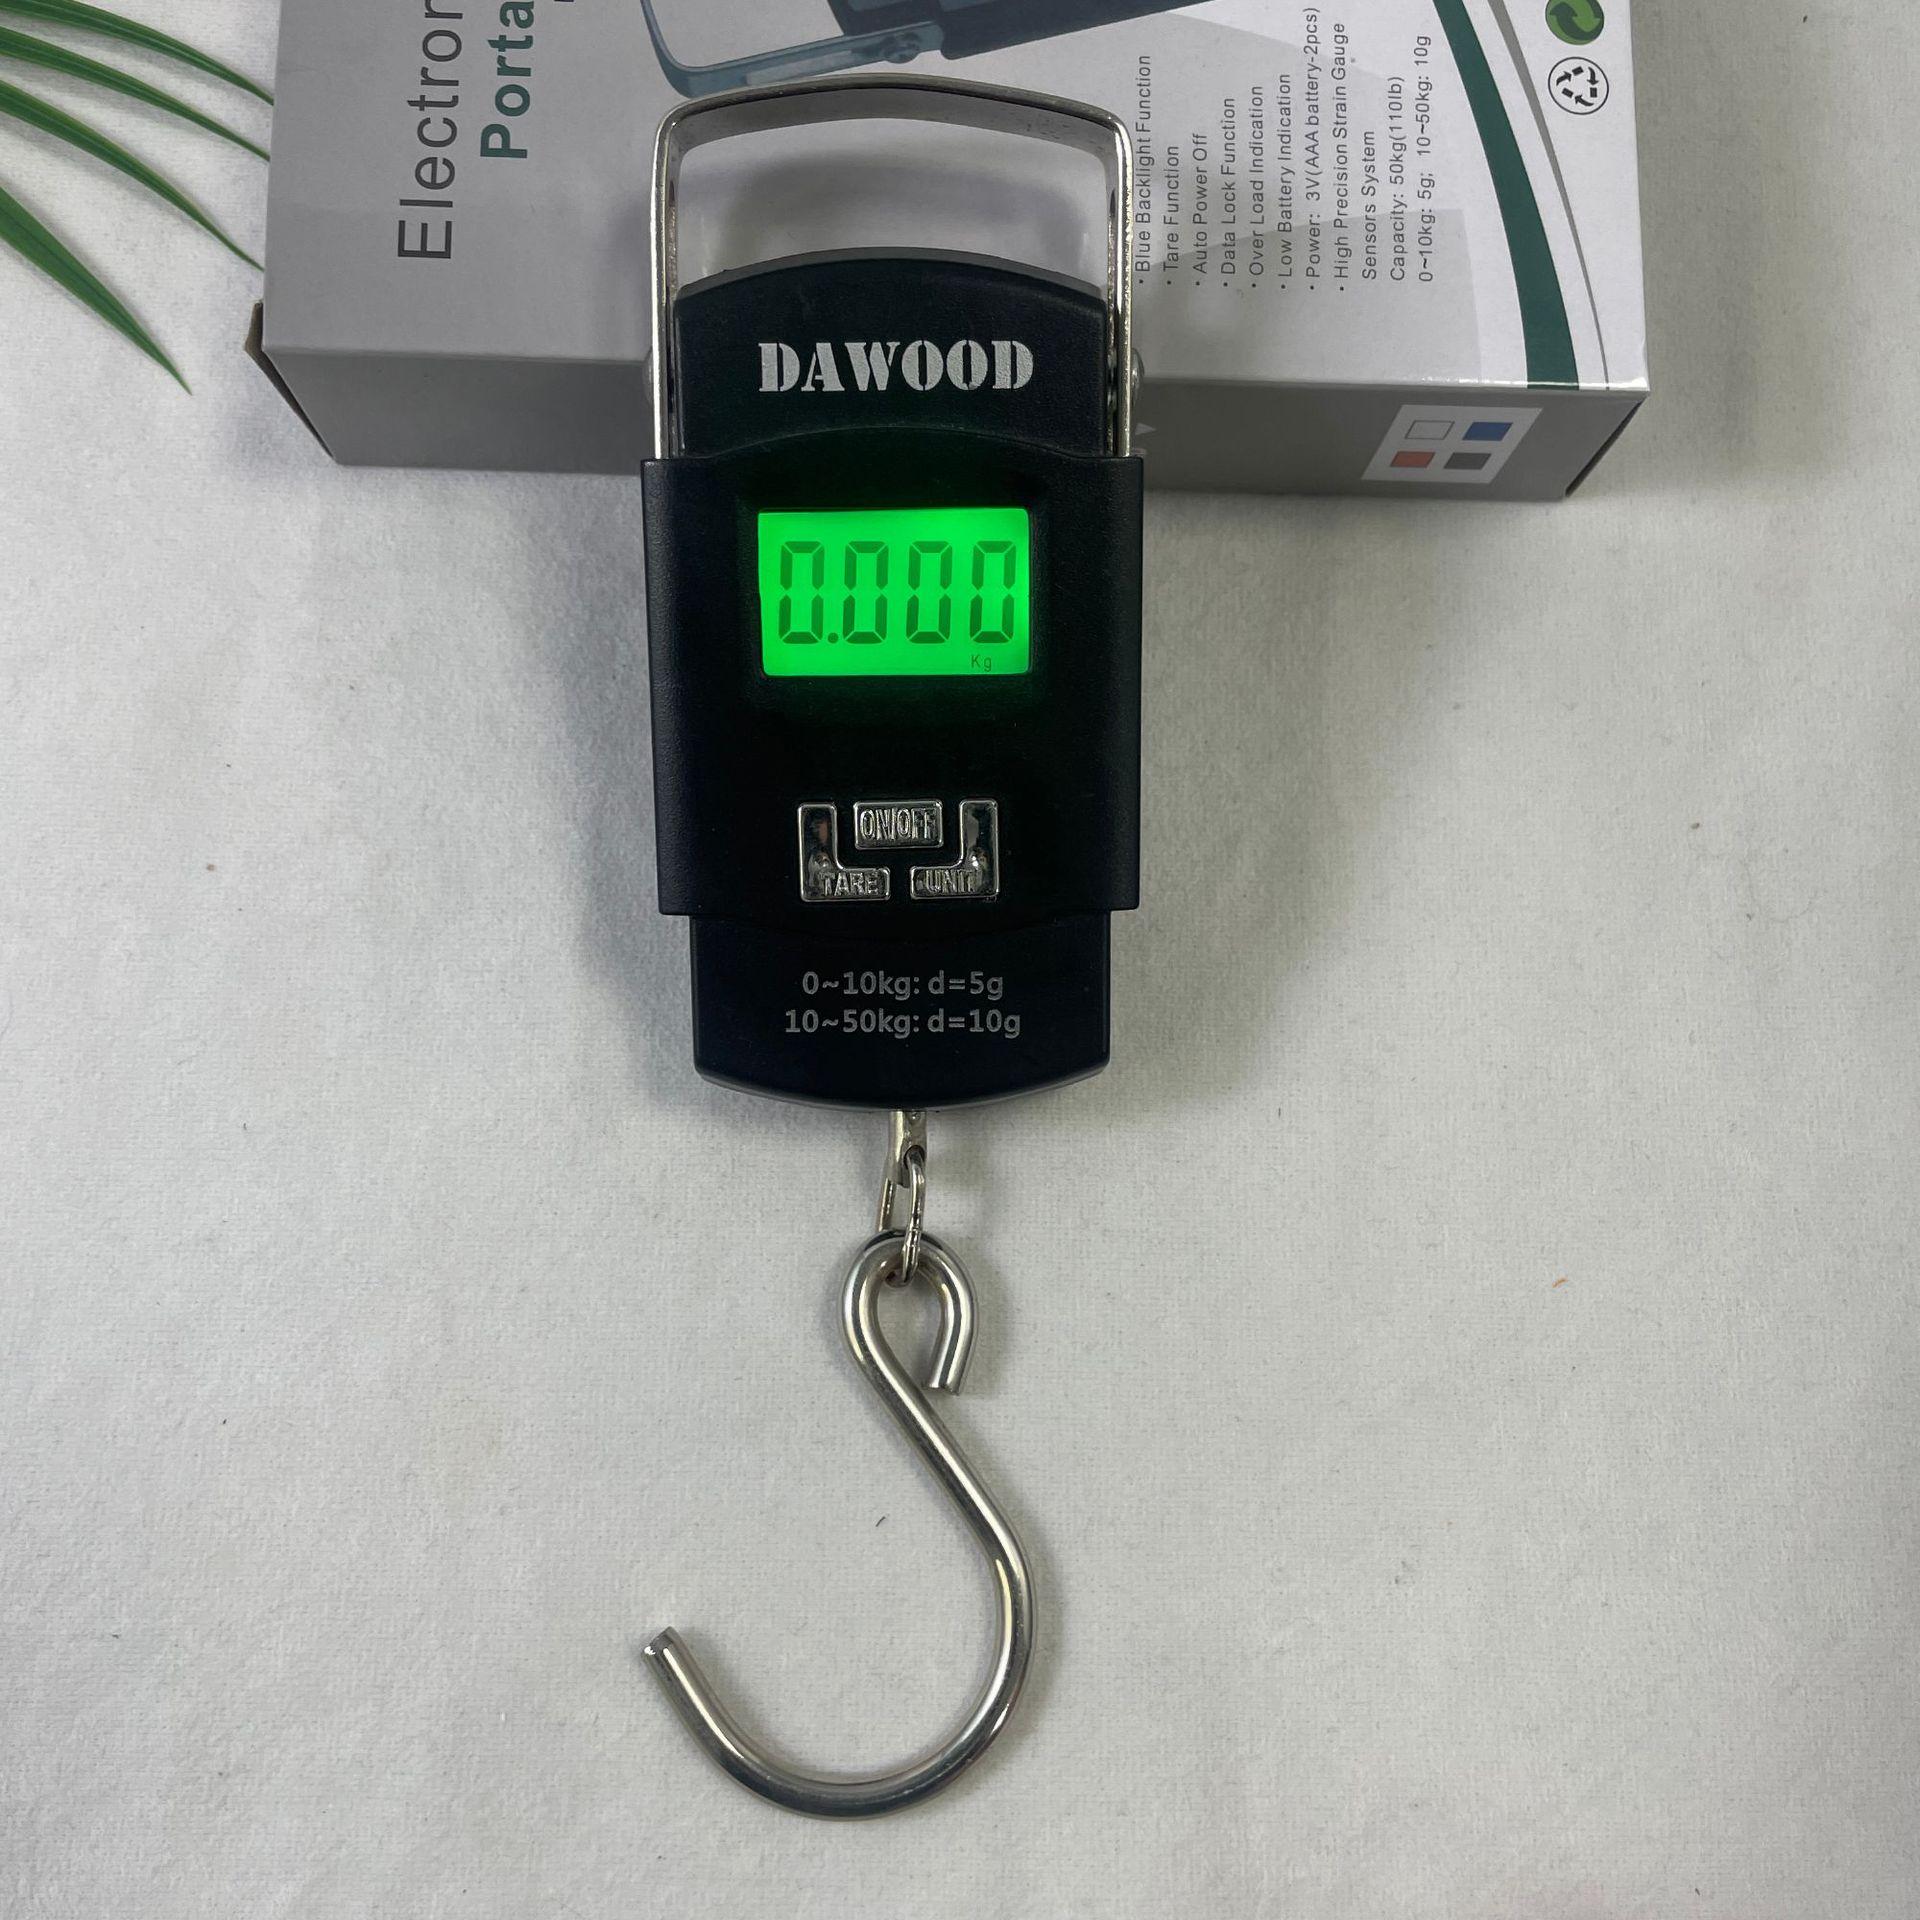 Electron
Porta
• Blue Backlight Function
• Tare Function
• Auto Power Off
• Data Lock Function
• Over Load Indication
• Low Battery Indication
• Power: 3V(AAA battery-2pcs)
• High Precision Strain Gauge
Sensors System
Capacity: 50kg(110lb)
0~10kg: 5g; 10~50kg: 10g
DAWOOD
0.000
Kg
ON/OFF
TARE
UNIT
0~10kg: d=5g
10~50kg: d=10g